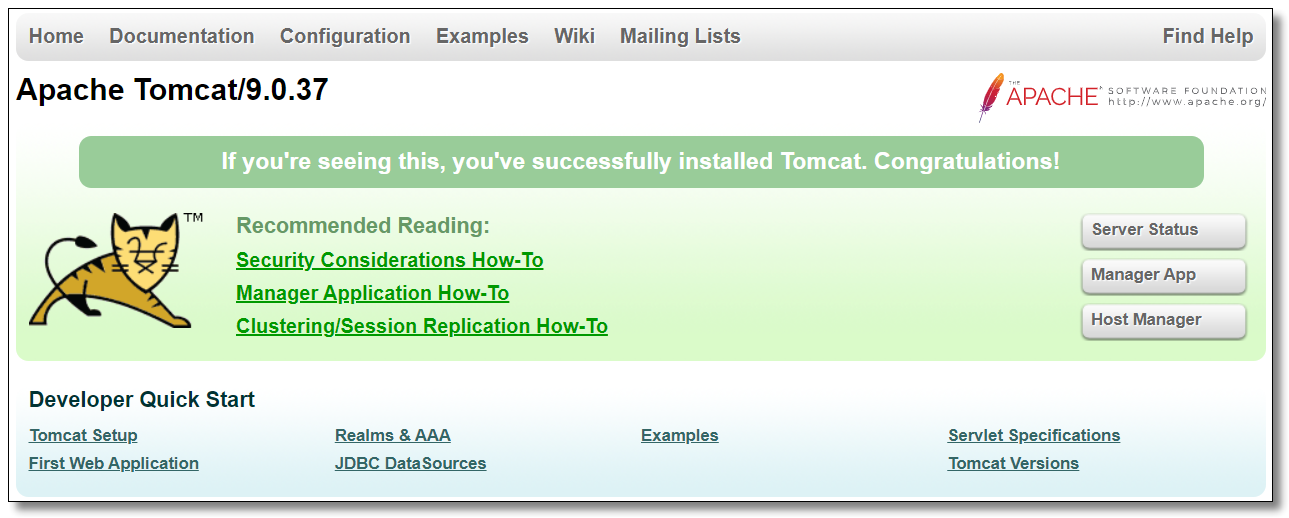 Home Documentation Configuration Examples Wiki Mailing Lists Find Help
Apache Tomcat/9.0.37
THE
APACHE SOFTWARE FOUNDATION
http://www.apache.org/
If you're seeing this, you've successfully installed Tomcat. Congratulations!
TM
Recommended Reading:
Security Considerations How-To
Manager Application How-To
Clustering/Session Replication How-To
Server Status
Manager App
Host Manager
Developer Quick Start
Tomcat Setup Realms & AAA Examples Servlet Specifications
First Web Application JDBC DataSources Tomcat Versions